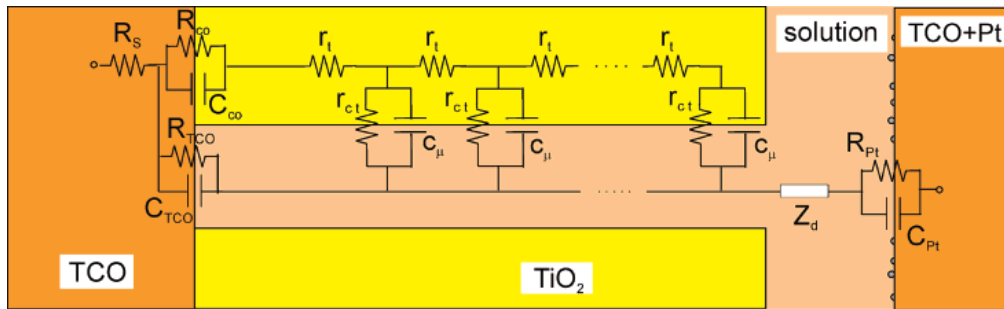 R_S
R_co
C_co
r_t
r_t
r_t
r_t
solution
TCO+Pt
r_ct
c_μ
r_ct
c_μ
r_ct
c_μ
R_TCO
C_TCO
Z_d
R_Pt
C_Pt
TCO
TiO₂